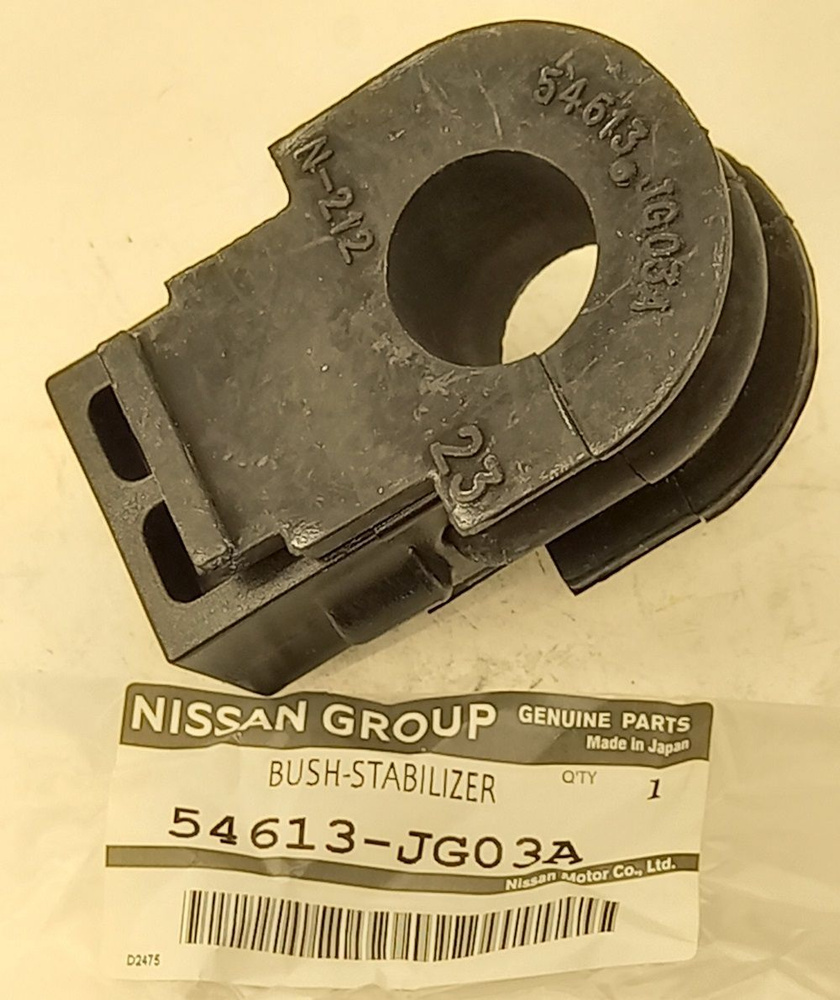 54613 JG03A
N-212
23
NISSAN GROUP GENUINE PARTS
Made in Japan
BUSH-STABILIZER Q'TY 1
54613-JG03A
Nissan Motor Co., Ltd.
D2475